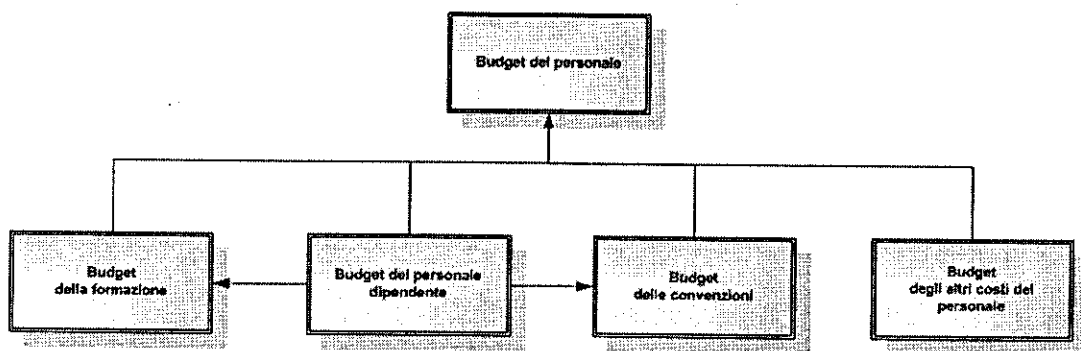 Budget del personale
Budget
della formazione
Budget del personale
dipendente
Budget
delle convenzioni
Budget
degli altri costi del
personale